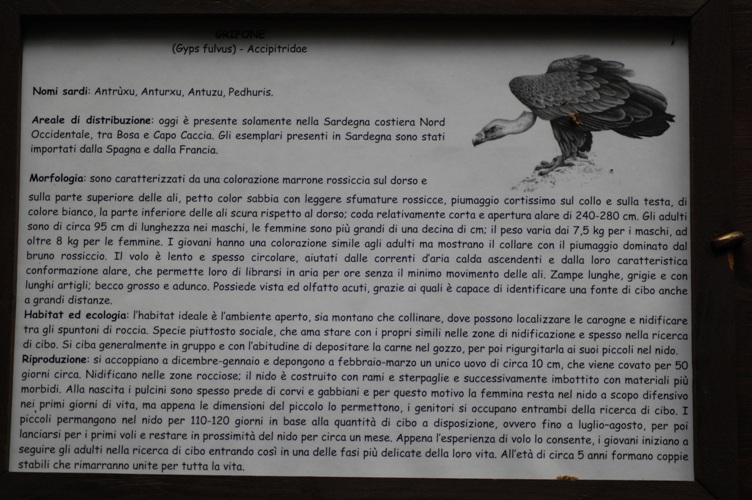 GRIFONE
(Gyps fulvus) - Accipitridae
Nomi sardi: Antrùxu, Anturxu, Antuzu, Pedhuris.
Areale di distribuzione: oggi è presente solamente nella Sardegna costiera Nord
Occidentale, tra Bosa e Capo Caccia. Gli esemplari presenti in Sardegna sono stati
importati dalla Spagna e dalla Francia.
Morfologia: sono caratterizzati da una colorazione marrone rossiccia sul dorso e
sulla parte superiore delle ali, petto color sabbia con leggere sfumature rossicce, piumaggio cortissimo sul collo e sulla testa, di
colore bianco, la parte inferiore delle ali scura rispetto al dorso; coda relativamente corta e apertura alare di 240-280 cm. Gli adulti
sono di circa 95 cm di lunghezza nei maschi, le femmine sono più grandi di una decina di cm; il peso varia dai 7,5 kg per i maschi, ad
oltre 8 kg per le femmine. I giovani hanno una colorazione simile agli adulti ma mostrano il collare con il piumaggio dominato dal
bruno rossiccio. Il volo è lento e spesso circolare, aiutati dalle correnti d'aria calda ascendenti e dalla loro caratteristica
conformazione alare, che permette loro di librarsi in aria per ore senza il minimo movimento delle ali. Zampe lunghe, grigie e con
lunghi artigli; becco grosso e adunco. Possiede vista ed olfatto acuti, grazie ai quali è capace di identificare una fonte di cibo anche
a grandi distanze.
Habitat ed ecologia: l'habitat ideale è l'ambiente aperto, sia montano che collinare, dove possono localizzare le carogne e nidificare
tra gli spuntoni di roccia. Specie piuttosto sociale, che ama stare con i propri simili nelle zone di nidificazione e spesso nella ricerca
di cibo. Si ciba generalmente in gruppo e con l'abitudine di depositare la carne nel gozzo, per poi rigurgitarla ai suoi piccoli nel nido.
Riproduzione: si accoppiano a dicembre-gennaio e depongono a febbraio-marzo un unico uovo di circa 10 cm, che viene covato per 50
giorni circa. Nidificano nelle zone rocciose; il nido è costruito con rami e sterpaglie e successivamente imbottito con materiali più
morbidi. Alla nascita i pulcini sono spesso prede di corvi e gabbiani e per questo motivo la femmina resta nel nido a scopo difensivo
nei primi giorni di vita, ma appena le dimensioni del piccolo lo permettono, i genitori si occupano entrambi della ricerca di cibo. I
piccoli permangono nel nido per 110-120 giorni in base alla quantità di cibo a disposizione, ovvero fino a luglio-agosto, per poi
lanciarsi per i primi voli e restare in prossimità del nido per circa un mese. Appena l'esperienza di volo lo consente, i giovani iniziano a
seguire gli adulti nella ricerca di cibo entrando così in una delle fasi più delicate della loro vita. All'età di circa 5 anni formano coppie
stabili che rimarranno unite per tutta la vita.